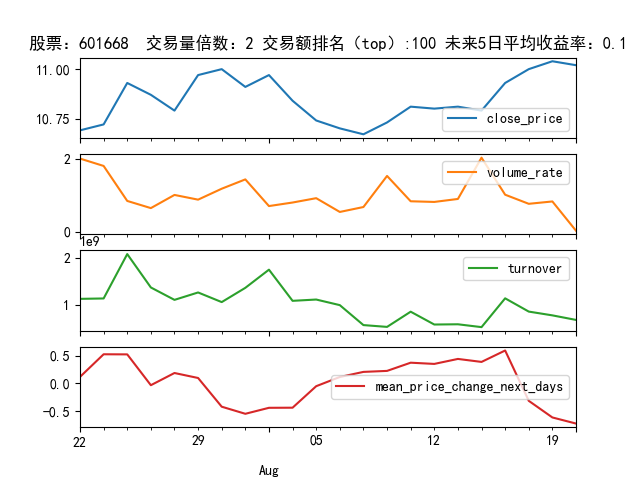 股票：601668 交易量倍数：2 交易额排名（top）:100 未来5日平均收益率：0.1
11.00
10.75
close_price
2
0
volume_rate
1e9
2
1
turnover
0.5
0.0
−0.5
mean_price_change_next_days
22 29 05 12 19
Aug